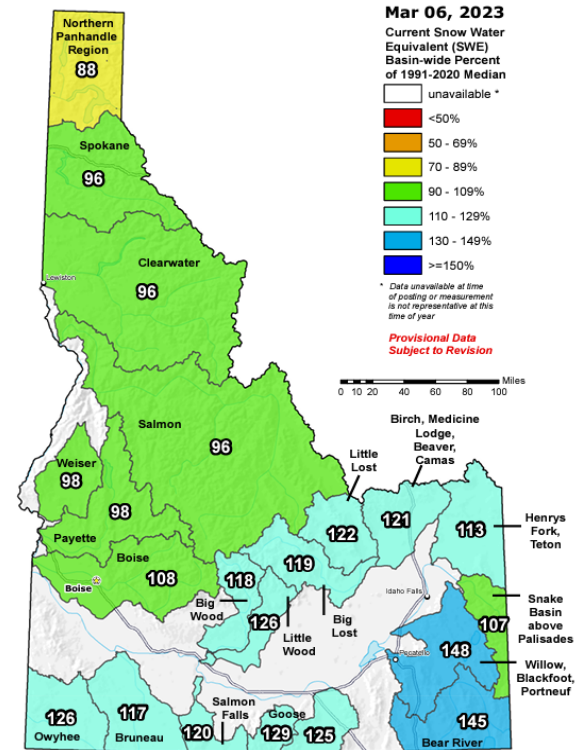 Mar 06, 2023
Current Snow Water
Equivalent (SWE)
Basin-wide Percent
of 1991-2020 Median
unavailable *
<50%
50 - 69%
70 - 89%
90 - 109%
110 - 129%
130 - 149%
>=150%
* Data unavailable at time
of posting or measurement
is not representative at this
time of year
Provisional Data
Subject to Revision
0 10 20 40 60 80 100 Miles
Northern
Panhandle
Region
88
Spokane
96
Clearwater
96
Lewiston
Salmon
96
Weiser
98
98
Payette
Boise
108
Boise
Birch, Medicine
Lodge,
Beaver,
Camas
Little
Lost
122
121
113
Henrys
Fork,
Teton
119
118
Big
Wood
126
Little
Wood
Big
Lost
Idaho Falls
107
Snake
Basin
above
Palisades
148
Pocatello
Willow,
Blackfoot,
Portneuf
126
Owyhee
117
Bruneau
Salmon
Falls
120
Goose
129
125
145
Bear River